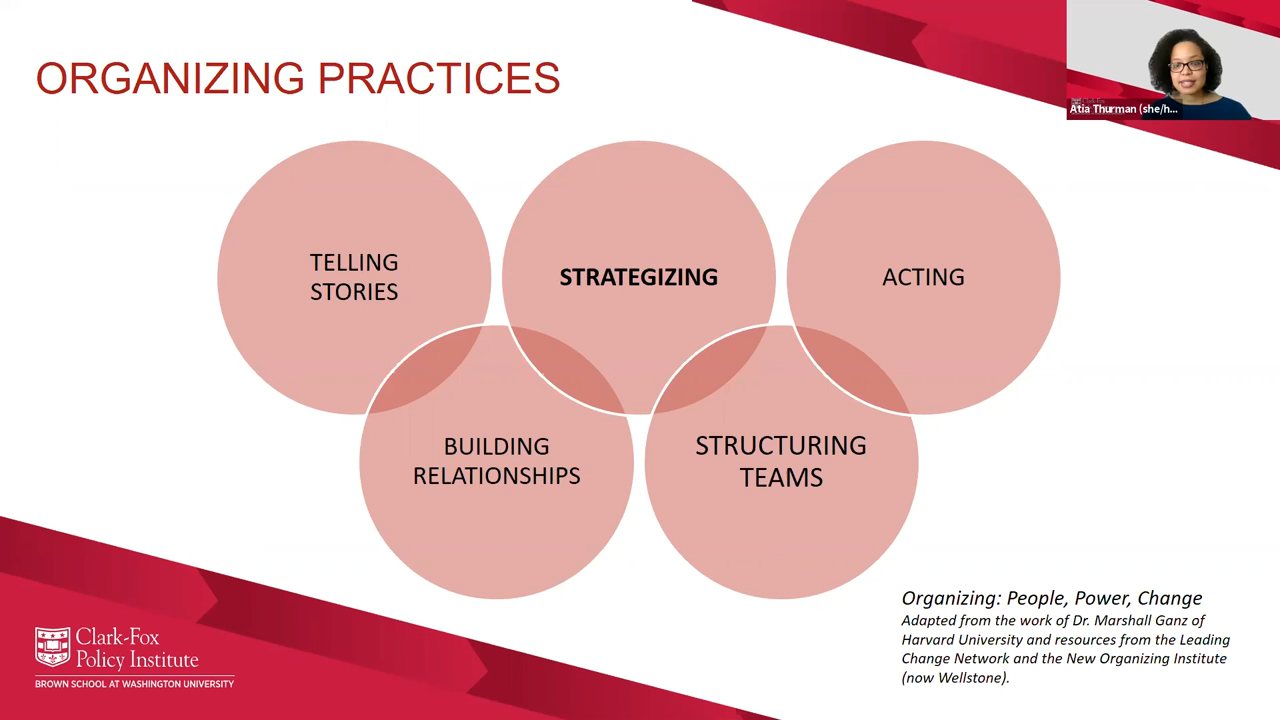 ORGANIZING PRACTICES
Atia Thurman (she/h...
TELLING
STORIES
STRATEGIZING
ACTING
BUILDING
RELATIONSHIPS
STRUCTURING
TEAMS
Organizing: People, Power, Change
Adapted from the work of Dr. Marshall Ganz of
Harvard University and resources from the Leading
Change Network and the New Organizing Institute
(now Wellstone).
Clark-Fox
Policy Institute
BROWN SCHOOL AT WASHINGTON UNIVERSITY